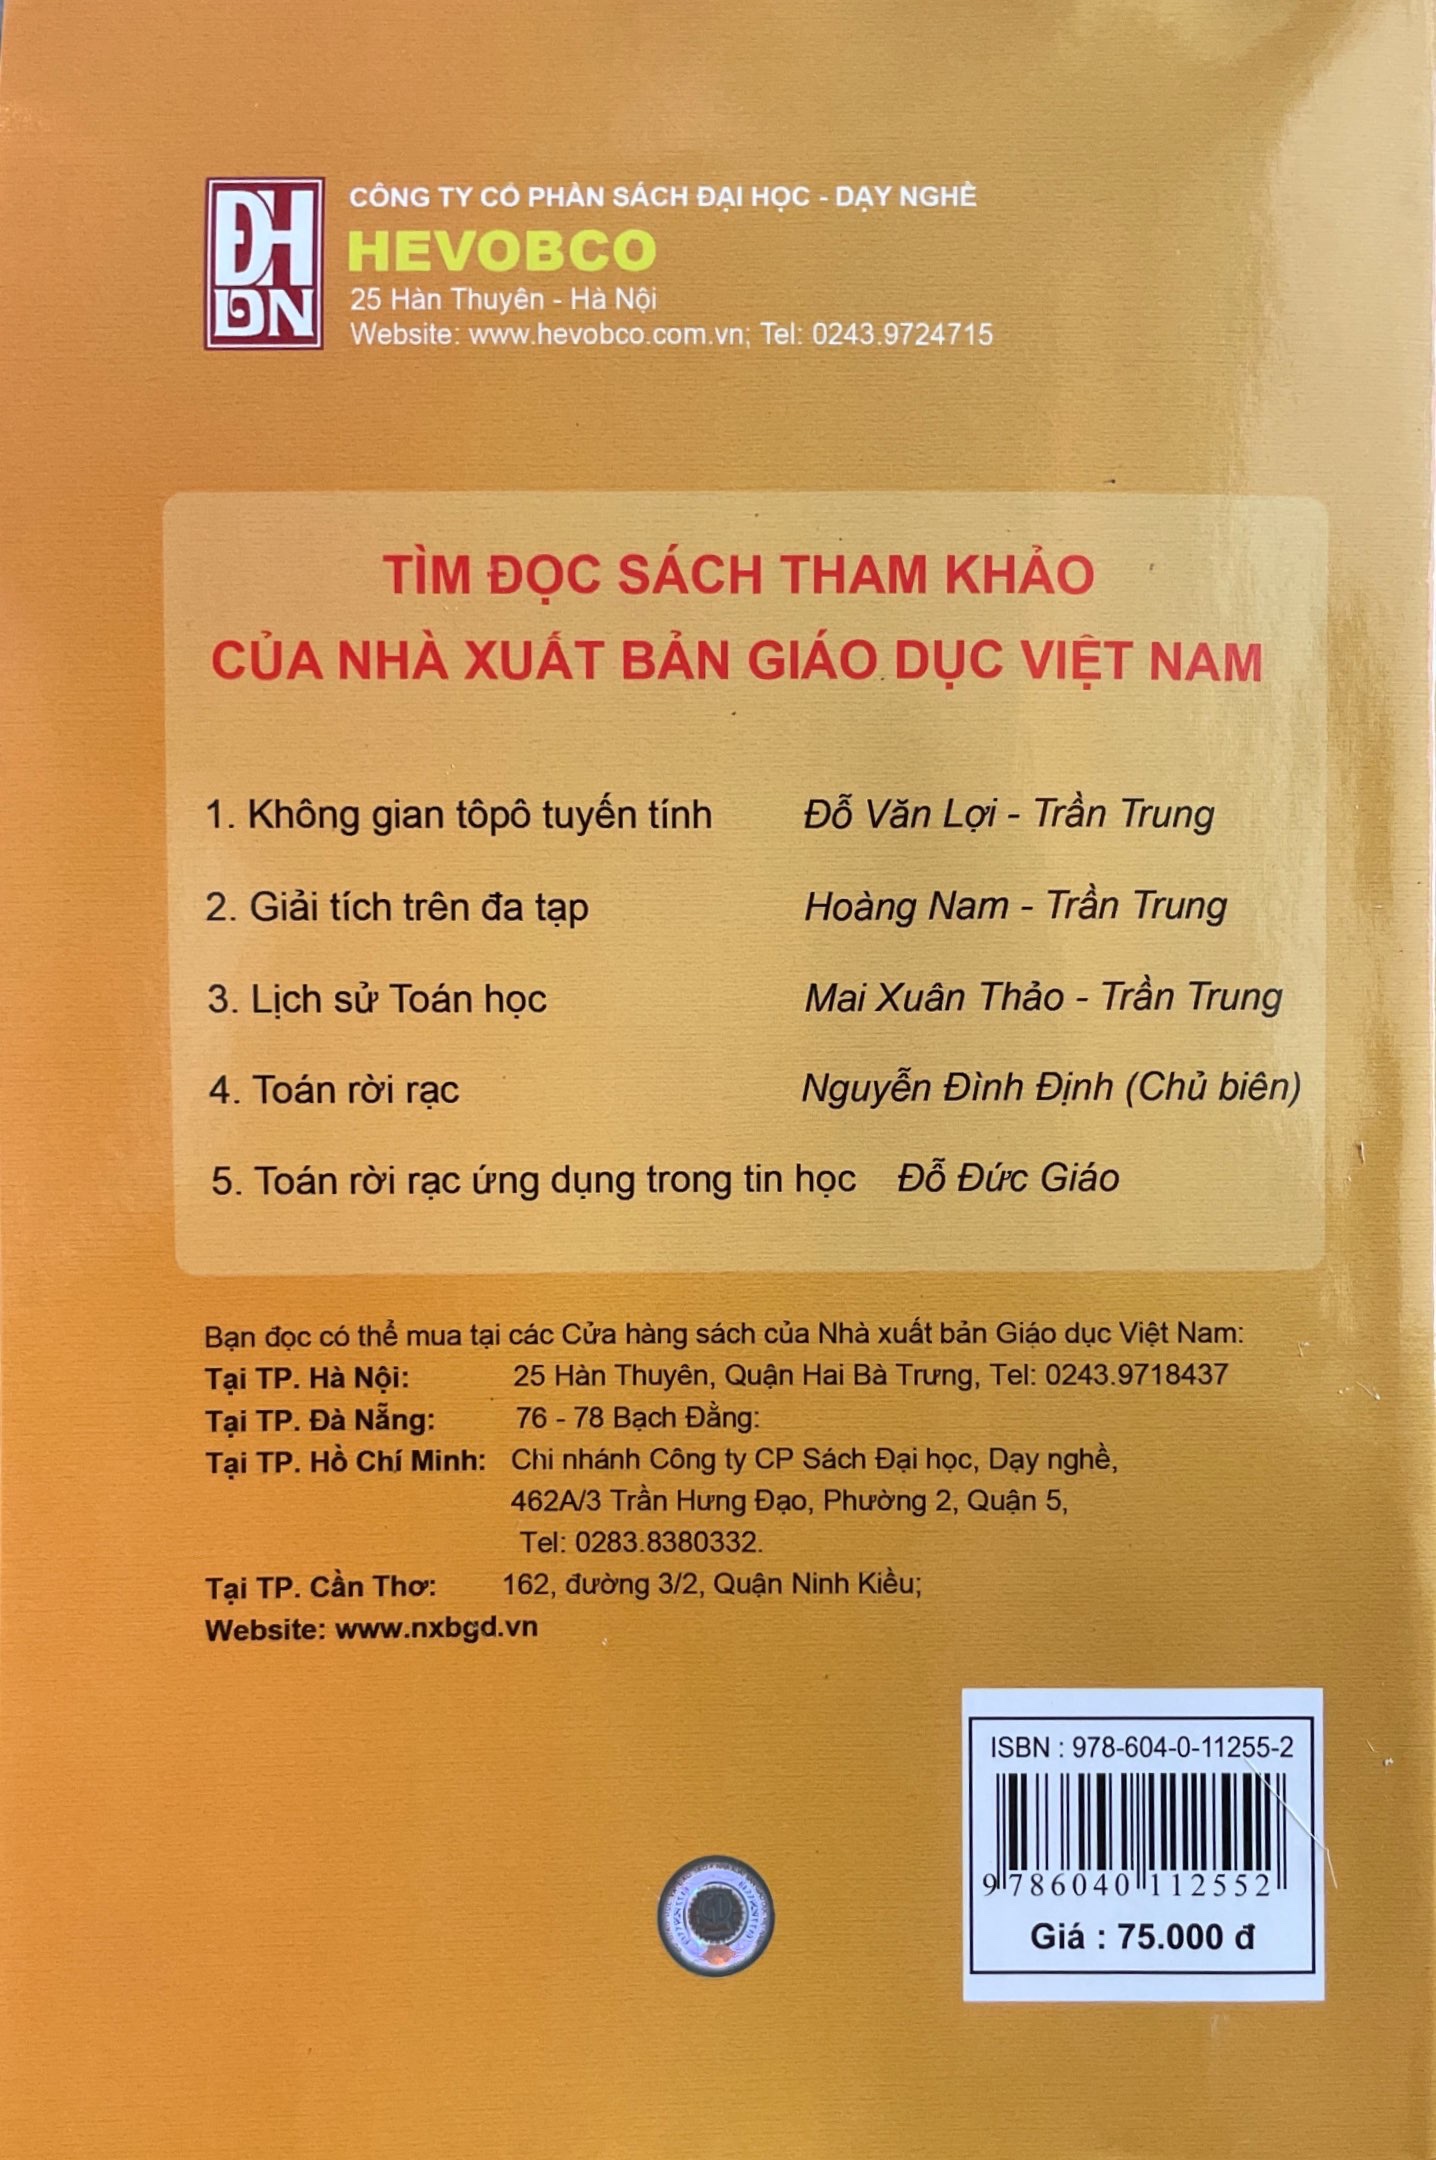 ĐH
DN
CÔNG TY CỔ PHẦN SÁCH ĐẠI HỌC - DẠY NGHỀ
HEVOBCO
25 Hàn Thuyên - Hà Nội
Website: www.hevobco.com.vn; Tel: 0243.9724715
TÌM ĐỌC SÁCH THAM KHẢO
CỦA NHÀ XUẤT BẢN GIÁO DỤC VIỆT NAM
1. Không gian tôpô tuyến tính Đỗ Văn Lợi - Trần Trung
2. Giải tích trên đa tạp Hoàng Nam - Trần Trung
3. Lịch sử Toán học Mai Xuân Thảo - Trần Trung
4. Toán rời rạc Nguyễn Đình Định (Chủ biên)
5. Toán rời rạc ứng dụng trong tin học Đỗ Đức Giáo
Bạn đọc có thể mua tại các Cửa hàng sách của Nhà xuất bản Giáo dục Việt Nam:
Tại TP. Hà Nội: 25 Hàn Thuyên, Quận Hai Bà Trưng, Tel: 0243.9718437
Tại TP. Đà Nẵng: 76 - 78 Bạch Đằng:
Tại TP. Hồ Chí Minh: Chi nhánh Công ty CP Sách Đại học, Dạy nghề,
462A/3 Trần Hưng Đạo, Phường 2, Quận 5,
Tel: 0283.8380332.
Tại TP. Cần Thơ: 162, đường 3/2, Quận Ninh Kiều;
Website: www.nxbgd.vn
ISBN : 978-604-0-11255-2
9 786040 112552
Giá : 75.000 đ